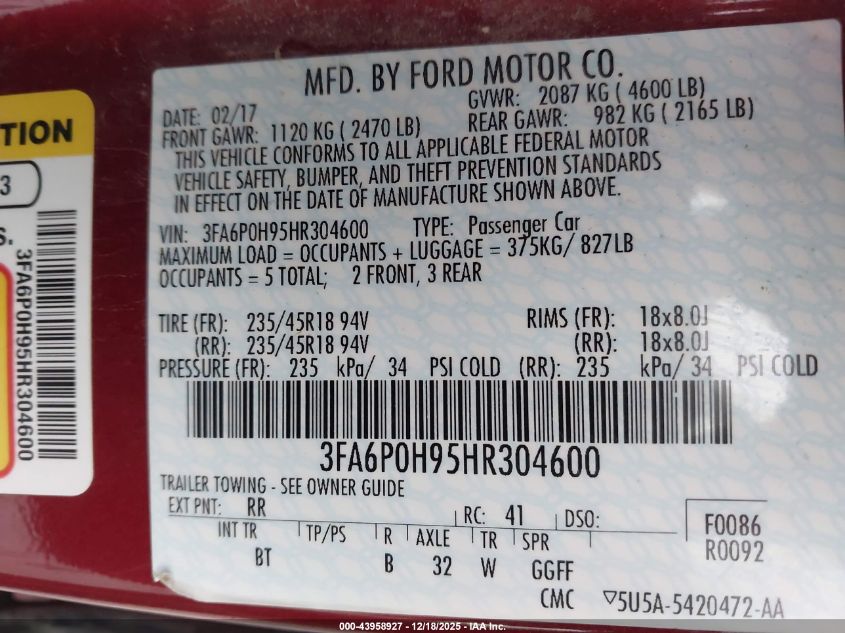 MFD. BY FORD MOTOR CO.
DATE: 02/17 GVWR: 2087 KG ( 4600 LB)
FRONT GAWR: 1120 KG ( 2470 LB) REAR GAWR: 982 KG ( 2165 LB)
THIS VEHICLE CONFORMS TO ALL APPLICABLE FEDERAL MOTOR
VEHICLE SAFETY, BUMPER, AND THEFT PREVENTION STANDARDS
IN EFFECT ON THE DATE OF MANUFACTURE SHOWN ABOVE.
VIN: 3FA6P0H95HR304600 TYPE: Passenger Car
MAXIMUM LOAD = OCCUPANTS + LUGGAGE = 375KG/ 827LB
OCCUPANTS = 5 TOTAL; 2 FRONT, 3 REAR
TIRE (FR): 235/45R18 94V RIMS (FR): 18x8.0J
(RR): 235/45R18 94V (RR): 18x8.0J
PRESSURE (FR): 235 kPa/ 34 PSI COLD (RR): 235 kPa/ 34 PSI COLD
3FA6P0H95HR304600
TRAILER TOWING - SEE OWNER GUIDE
EXT PNT: RR RC: 41 DSO:
INT TR TP/PS R AXLE TR SPR
BT B 32 W GGFF
F0086
R0092
CMC ▽5U5A-5420472-AA
TION
3
S.
3FA6P0H95HR304600
000-43958927 - 12/18/2025 - IAA Inc.